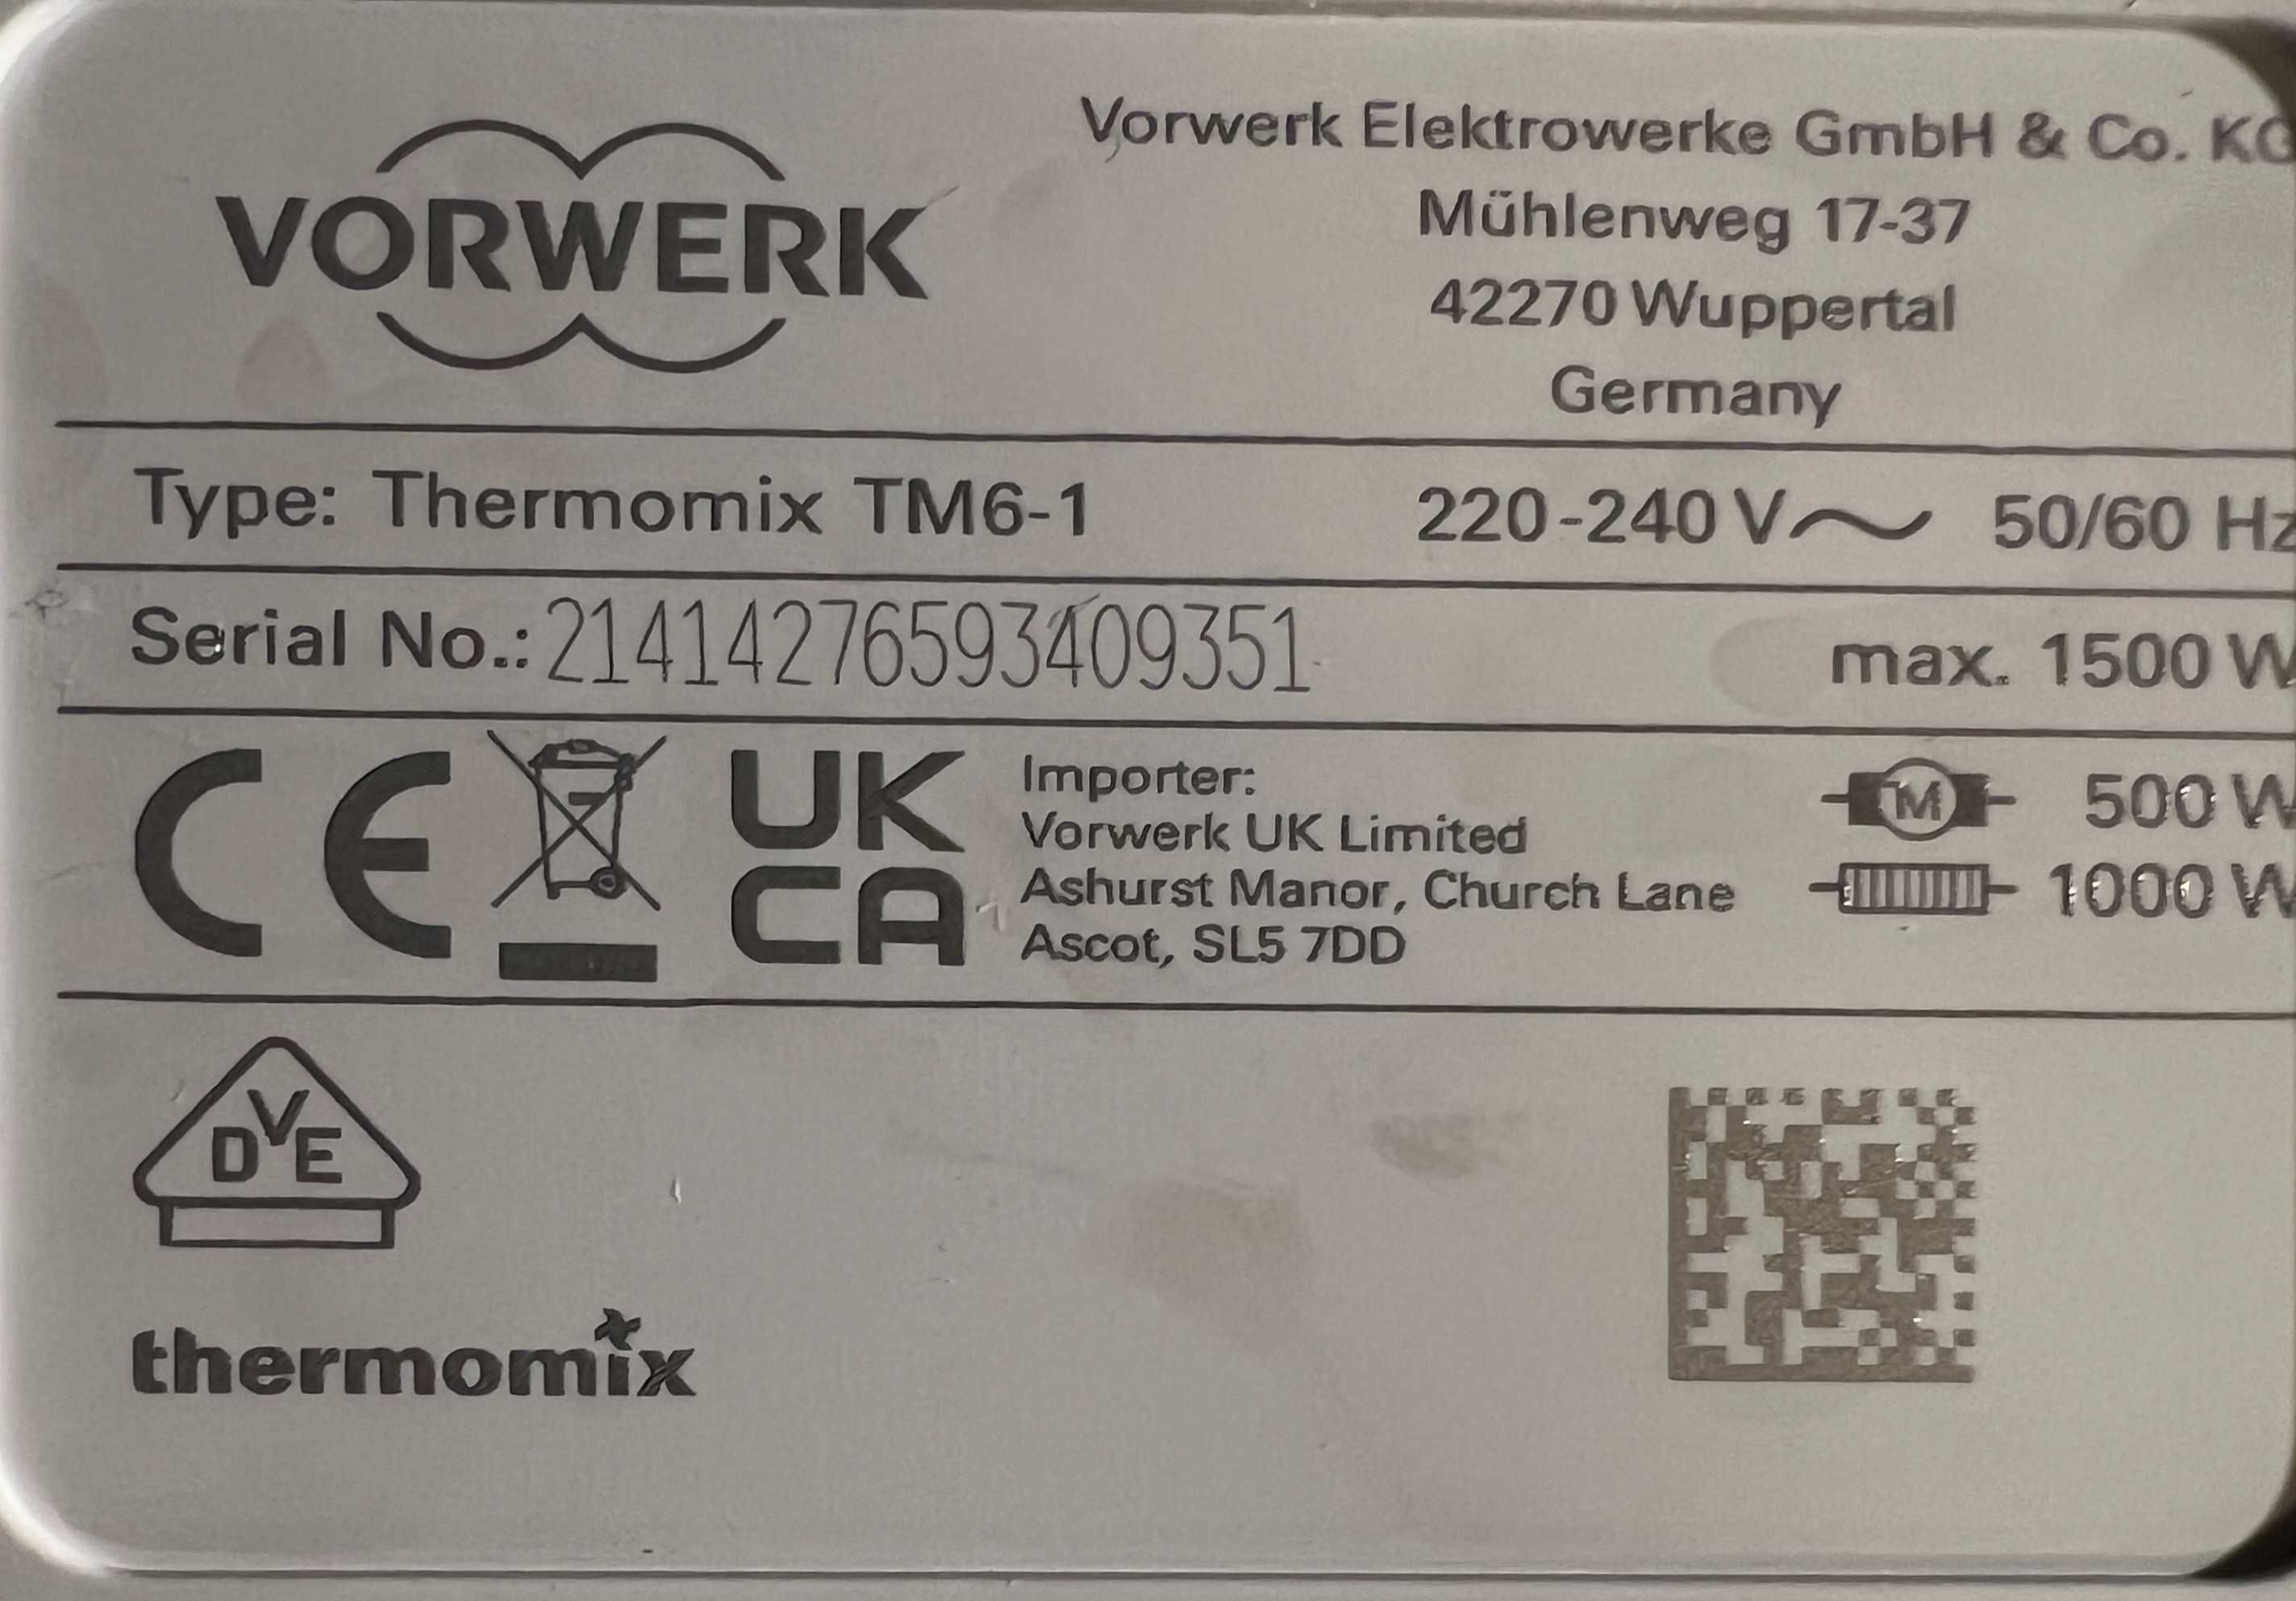 VORWERK
Vorwerk Elektrowerke GmbH & Co. KG
Mühlenweg 17-37
42270 Wuppertal
Germany
Type: Thermomix TM6-1
220-240 V~ 50/60 Hz
Serial No.: 21414276593409351
max. 1500 W
CE
UK
CA
Importer:
Vorwerk UK Limited
Ashurst Manor, Church Lane
Ascot, SL5 7DD
M 500 W
1000 W
DVE
thermomix